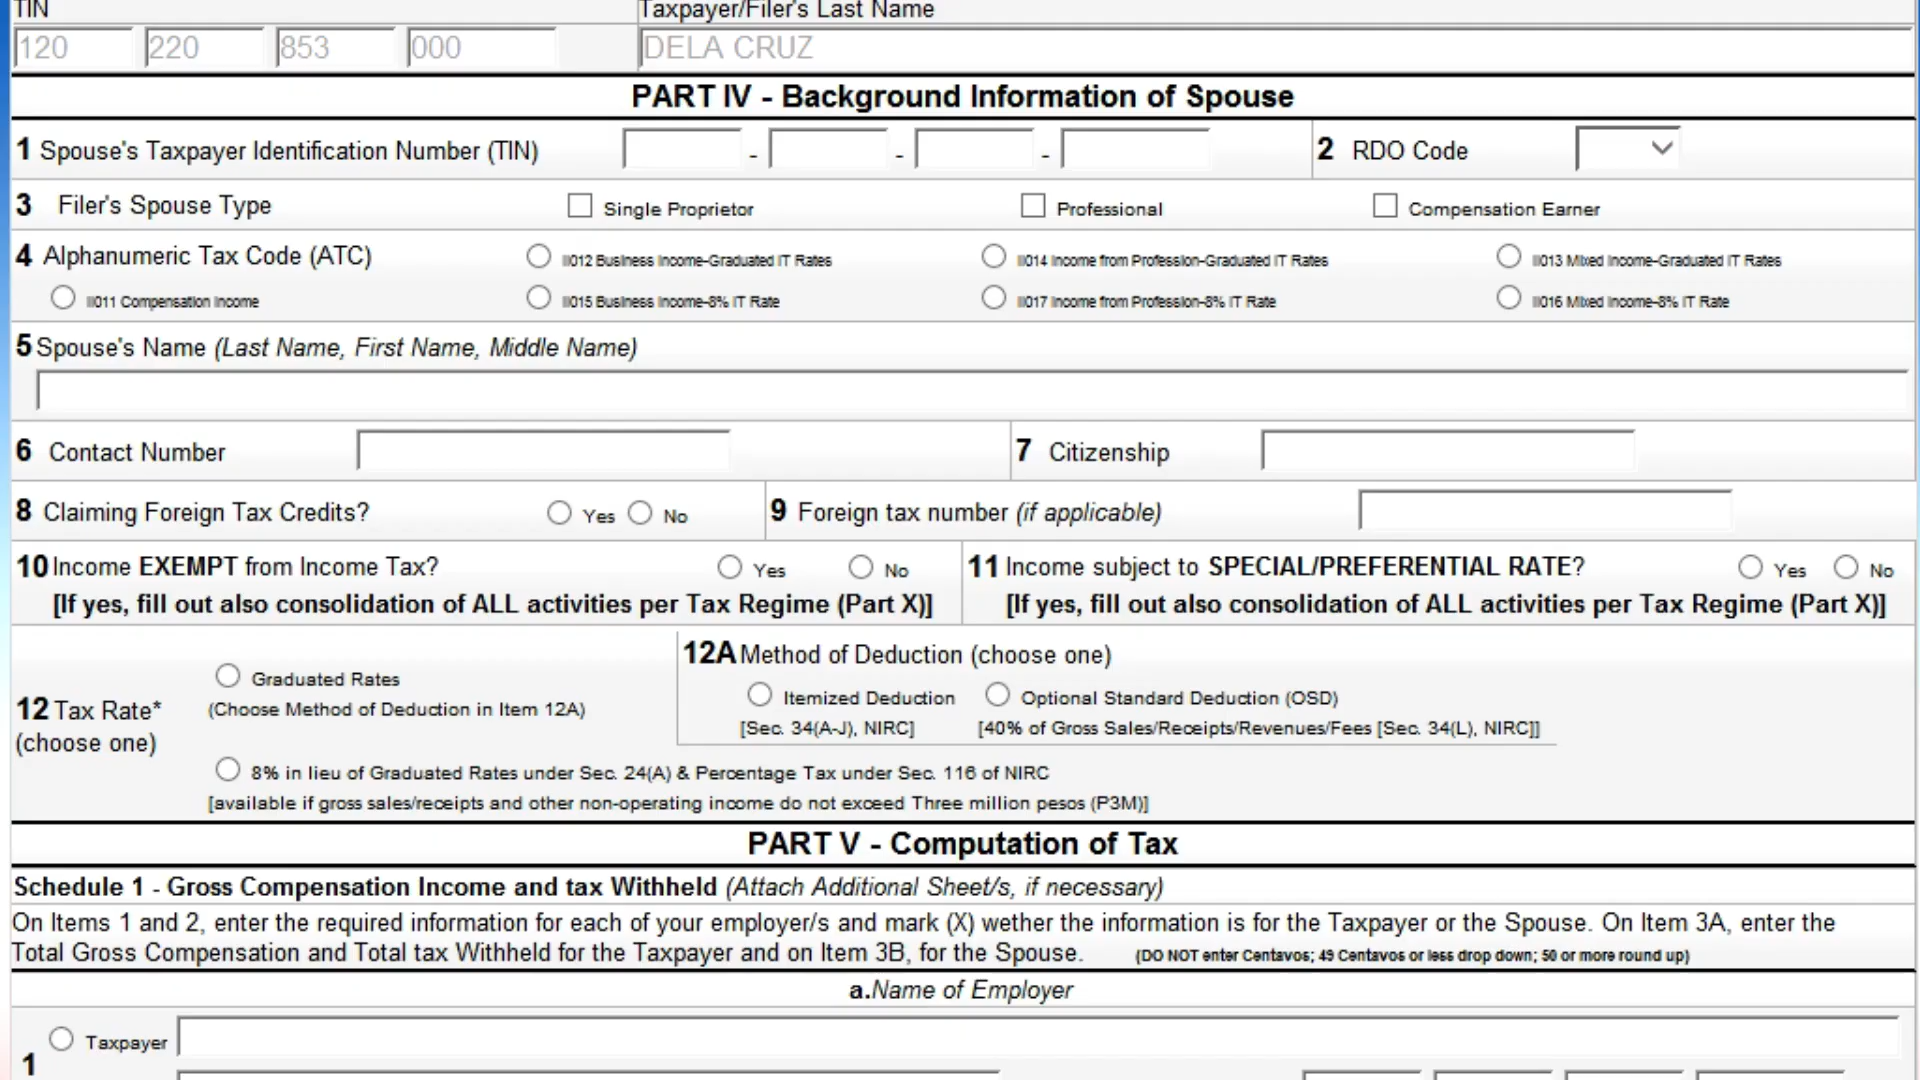 TIN
Taxpayer/Filer's Last Name
120 220 853 000
DELA CRUZ
PART IV - Background Information of Spouse
1 Spouse's Taxpayer Identification Number (TIN) - - -
2 RDO Code
3 Filer's Spouse Type
Single Proprietor
Professional
Compensation Earner
4 Alphanumeric Tax Code (ATC)
II012 Business Income-Graduated IT Rates
II014 Income from Profession-Graduated IT Rates
II013 Mixed Income-Graduated IT Rates
II011 Compensation Income
II015 Business Income-8% IT Rate
II017 Income from Profession-8% IT Rate
II016 Mixed Income-8% IT Rate
5 Spouse's Name (Last Name, First Name, Middle Name)
6 Contact Number
7 Citizenship
8 Claiming Foreign Tax Credits?
Yes No
9 Foreign tax number (if applicable)
10 Income EXEMPT from Income Tax?
Yes No
[If yes, fill out also consolidation of ALL activities per Tax Regime (Part X)]
11 Income subject to SPECIAL/PREFERENTIAL RATE?
Yes No
[If yes, fill out also consolidation of ALL activities per Tax Regime (Part X)]
12 Tax Rate*
(choose one)
Graduated Rates
(Choose Method of Deduction in Item 12A)
12A Method of Deduction (choose one)
Itemized Deduction
[Sec. 34(A-J), NIRC]
Optional Standard Deduction (OSD)
[40% of Gross Sales/Receipts/Revenues/Fees [Sec. 34(L), NIRC]]
8% in lieu of Graduated Rates under Sec. 24(A) & Percentage Tax under Sec. 116 of NIRC
[available if gross sales/receipts and other non-operating income do not exceed Three million pesos (P3M)]
PART V - Computation of Tax
Schedule 1 - Gross Compensation Income and tax Withheld (Attach Additional Sheet/s, if necessary)
On Items 1 and 2, enter the required information for each of your employer/s and mark (X) wether the information is for the Taxpayer or the Spouse. On Item 3A, enter the
Total Gross Compensation and Total tax Withheld for the Taxpayer and on Item 3B, for the Spouse. (DO NOT enter Centavos; 49 Centavos or less drop down; 50 or more round up)
a.Name of Employer
Taxpayer
1